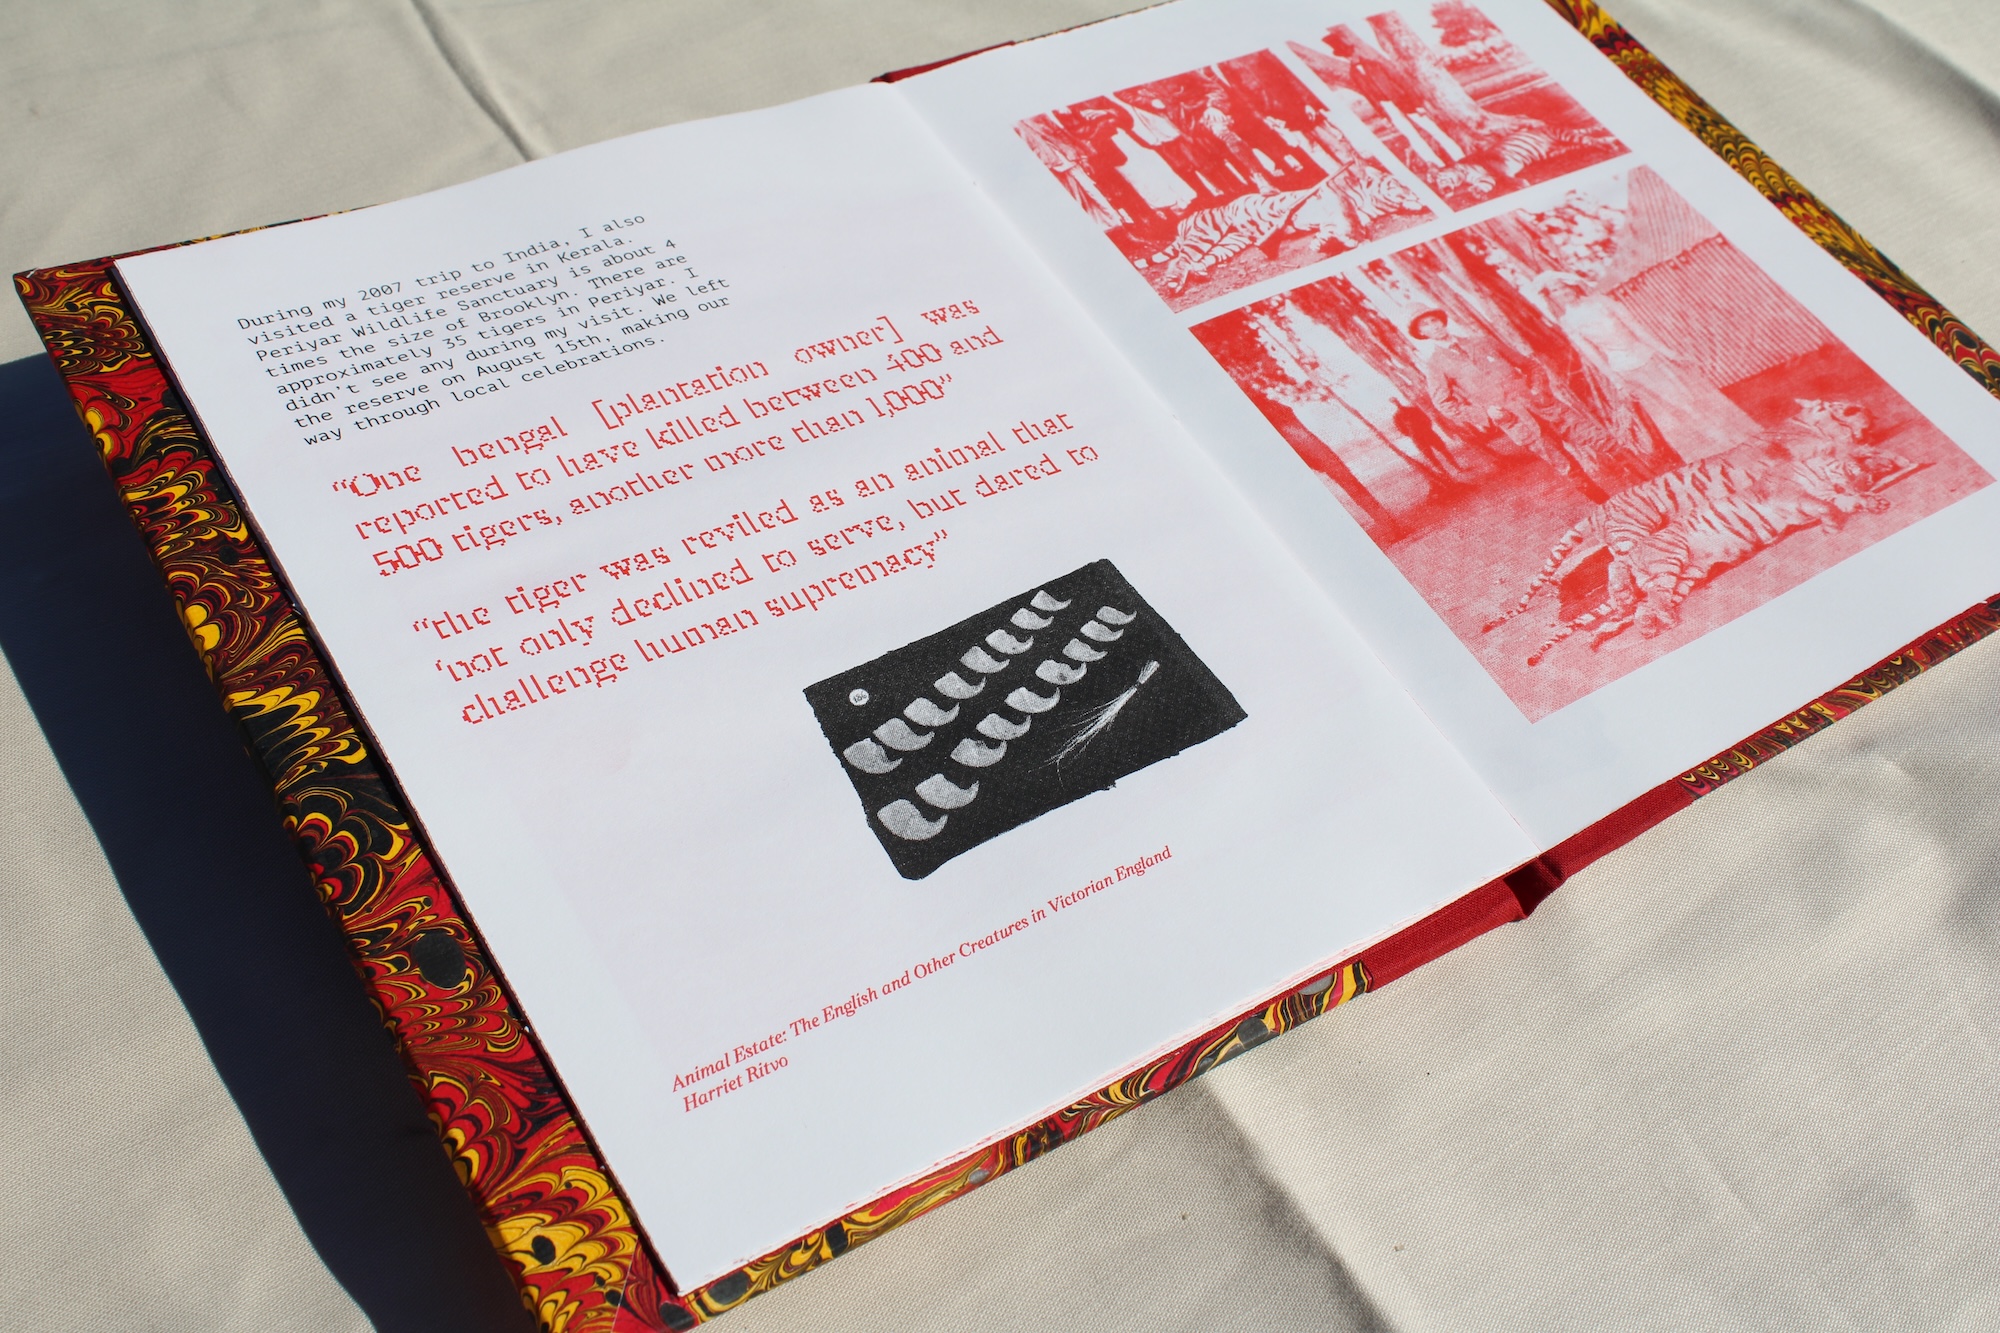 During my 2007 trip to India, I also
visited a tiger reserve in Kerala.
Periyar Wildlife Sanctuary is about 4
times the size of Brooklyn. There are
approximately 35 tigers in Periyar. I
didn't see any during my visit. We left
the reserve on August 15th, making our
way through local celebrations.
“One bengal [plantation owner] was
reported to have killed between 400 and
500 tigers, another more than 1,000”
“the tiger was reviled as an animal that
‘not only declined to serve, but dared to
challenge human supremacy”
186
Animal Estate: The English and Other Creatures in Victorian England
Harriet Ritvo